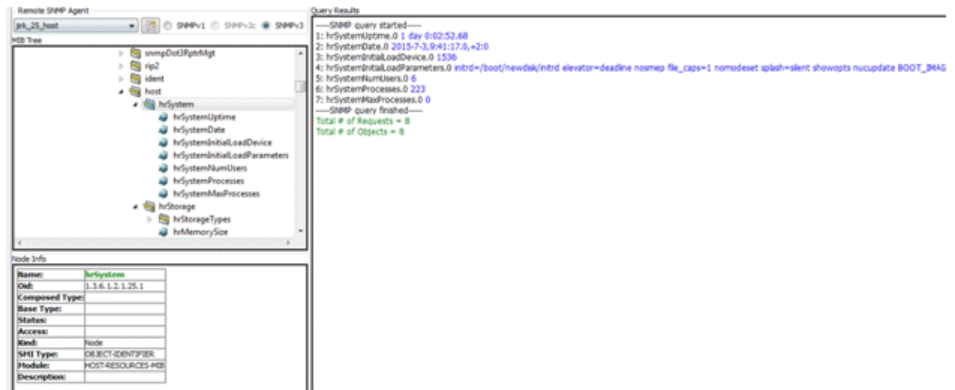 Remote SNMP Agent
jirk_25_host
SNMPv1 SNMPv2c SNMPv3
MIB Tree
snmpDot3RptrMgt
rip2
ident
host
hrSystem
hrSystemUptime
hrSystemDate
hrSystemInitialLoadDevice
hrSystemInitialLoadParameters
hrSystemNumUsers
hrSystemProcesses
hrSystemMaxProcesses
hrStorage
hrStorageTypes
hrMemorySize
Node Info
Name: hrSystem
Oid: 1.3.6.1.2.1.25.1
Composed Type:
Base Type:
Status:
Access:
Kind: Node
SMI Type: OBJECT-IDENTIFIER
Module: HOST-RESOURCES-MIB
Description:
Query Results
-----SNMP query started-----
1: hrSystemUptime.0 1 day 0:02:52.68
2: hrSystemDate.0 2015-7-3,9:41:17.0,+2:0
3: hrSystemInitialLoadDevice.0 1536
4: hrSystemInitialLoadParameters.0 initrd=/boot/newdisk/initrd elevator=deadline nosmep file_caps=1 nomodeset splash=silent showopts nucupdate BOOT_IMAG
5: hrSystemNumUsers.0 6
6: hrSystemProcesses.0 223
7: hrSystemMaxProcesses.0 0
-----SNMP query finished-----
Total # of Requests = 8
Total # of Objects = 8